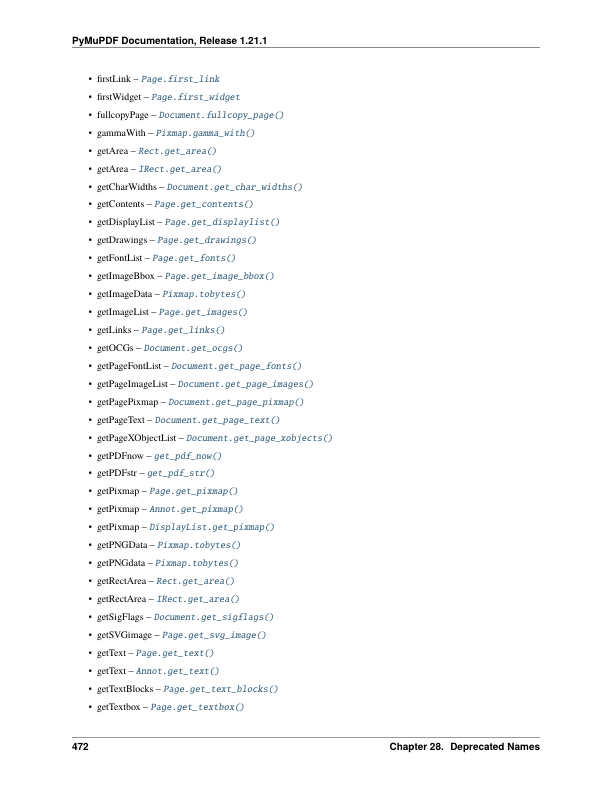 PyMuPDF Documentation, Release 1.21.1
• firstLink – Page.first_link
• firstWidget – Page.first_widget
• fullcopyPage – Document.fullcopy_page()
• gammaWith – Pixmap.gamma_with()
• getArea – Rect.get_area()
• getArea – IRect.get_area()
• getCharWidths – Document.get_char_widths()
• getContents – Page.get_contents()
• getDisplayList – Page.get_displaylist()
• getDrawings – Page.get_drawings()
• getFontList – Page.get_fonts()
• getImageBbox – Page.get_image_bbox()
• getImageData – Pixmap.tobytes()
• getImageList – Page.get_images()
• getLinks – Page.get_links()
• getOCGs – Document.get_ocgs()
• getPageFontList – Document.get_page_fonts()
• getPageImageList – Document.get_page_images()
• getPagePixmap – Document.get_page_pixmap()
• getPageText – Document.get_page_text()
• getPageXObjectList – Document.get_page_xobjects()
• getPDFnow – get_pdf_now()
• getPDFstr – get_pdf_str()
• getPixmap – Page.get_pixmap()
• getPixmap – Annot.get_pixmap()
• getPixmap – DisplayList.get_pixmap()
• getPNGData – Pixmap.tobytes()
• getPNGdata – Pixmap.tobytes()
• getRectArea – Rect.get_area()
• getRectArea – IRect.get_area()
• getSigFlags – Document.get_sigflags()
• getSVGimage – Page.get_svg_image()
• getText – Page.get_text()
• getText – Annot.get_text()
• getTextBlocks – Page.get_text_blocks()
• getTextbox – Page.get_textbox()
472 Chapter 28. Deprecated Names